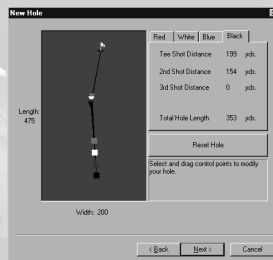 New Hole
Red White Blue Black
Tee Shot Distance 199 yds.
2nd Shot Distance 154 yds.
3rd Shot Distance 0 yds.
Total Hole Length 353 yds.
Length:
475
Reset Hole
Select and drag control points to modify
your hole.
Width: 200
< Back Next > Cancel